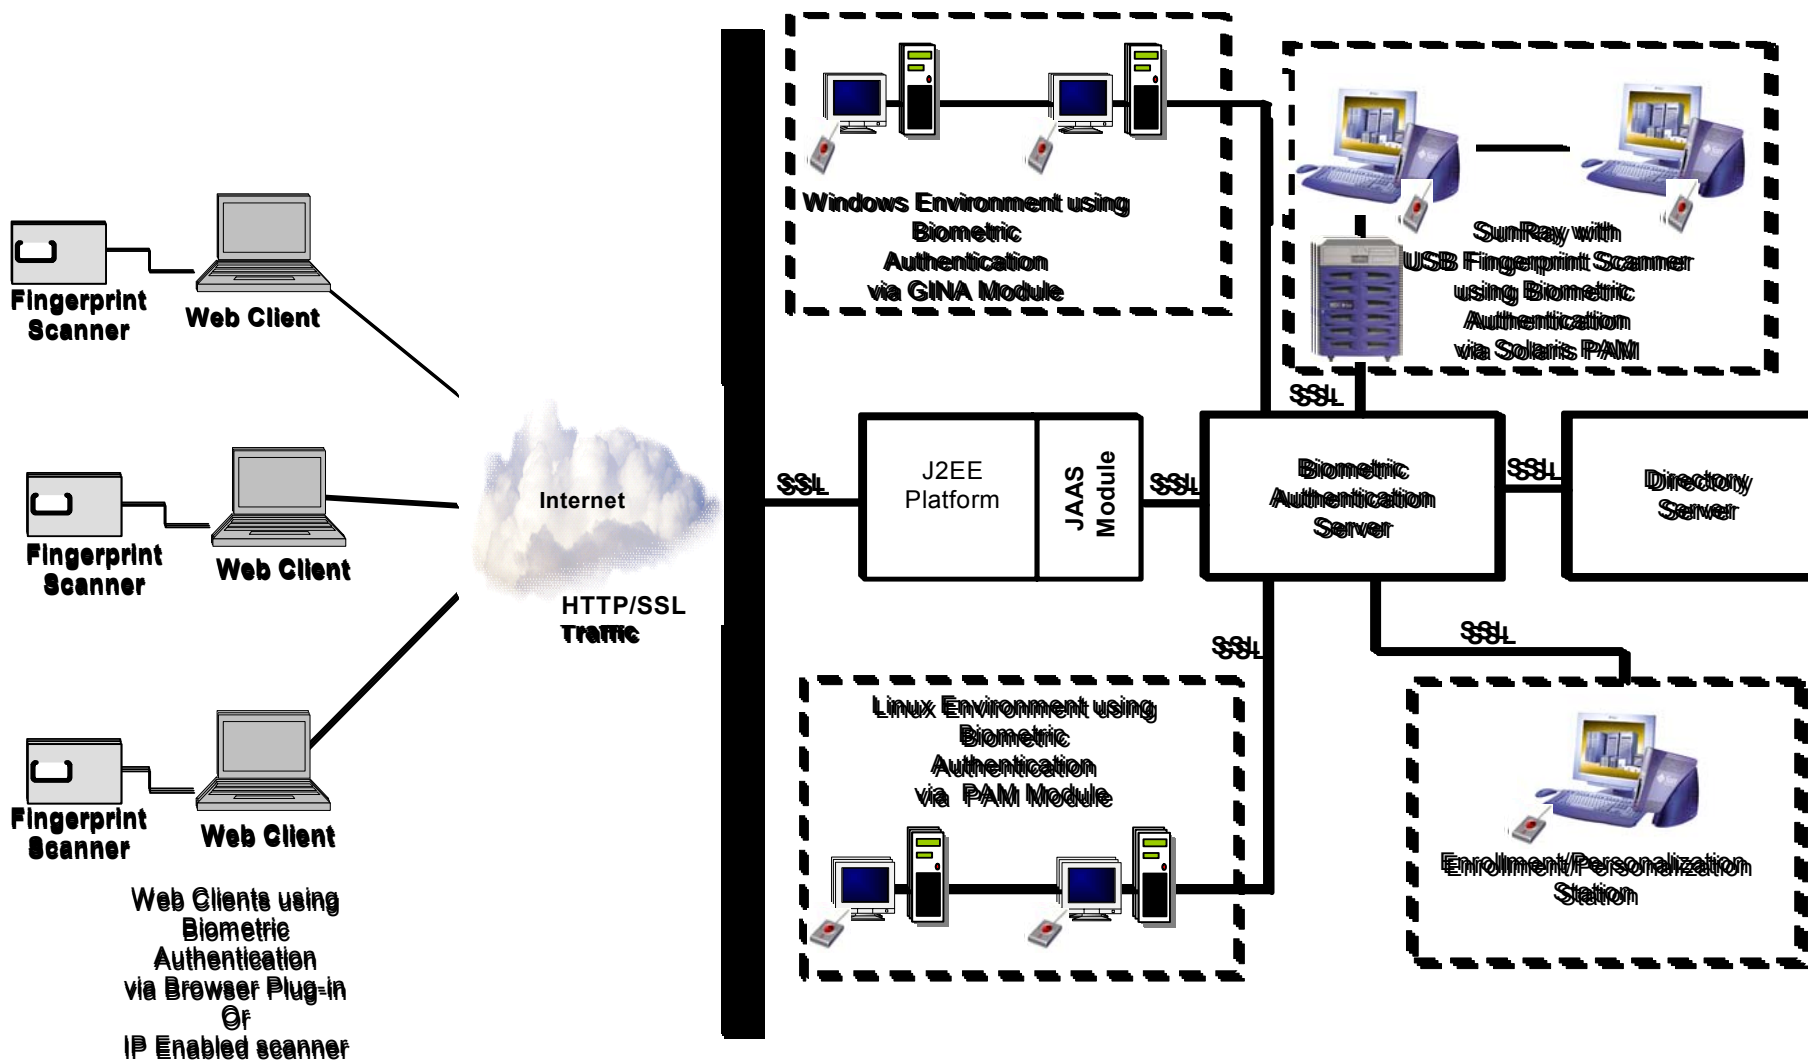 Fingerprint
Scanner
Web Client
Fingerprint
Scanner
Web Client
Fingerprint
Scanner
Web Client
Web Clients using
Biometric
Authentication
via Browser Plug-in
Or
IP Enabled scanner
Internet
HTTP/SSL
Traffic
Windows Environment using
Biometric
Authentication
via GINA Module
SunRay with
USB Fingerprint Scanner
using Biometric
Authentication
via Solaris PAM
SSL
SSL
J2EE
Platform
JAAS
Module
SSL
Biometric
Authentication
Server
SSL
Directory
Server
SSL
SSL
Linux Environment using
Biometric
Authentication
via PAM Module
Enrollment/Personalization
Station